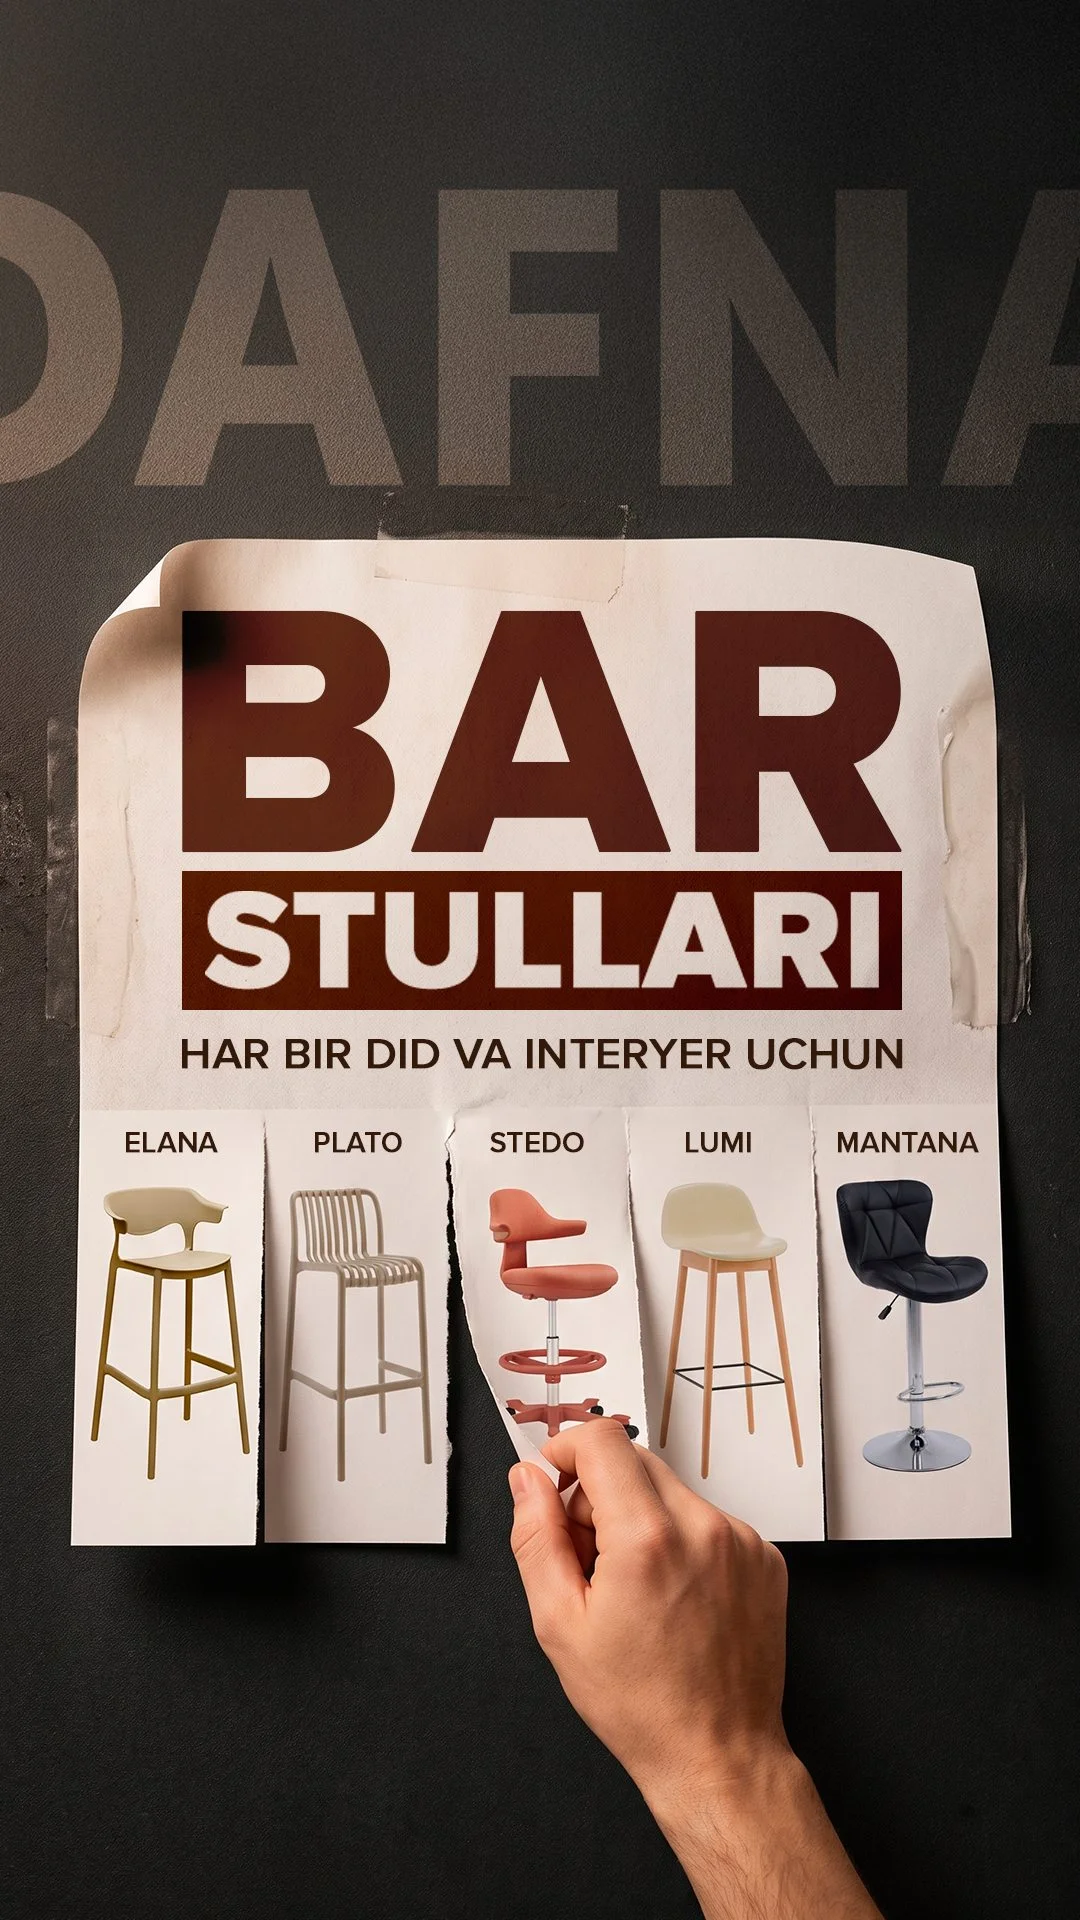 DAFNA
BAR
STULLARI
HAR BIR DID VA INTERYER UCHUN
ELANA
PLATO
STEDO
LUMI
MANTANA